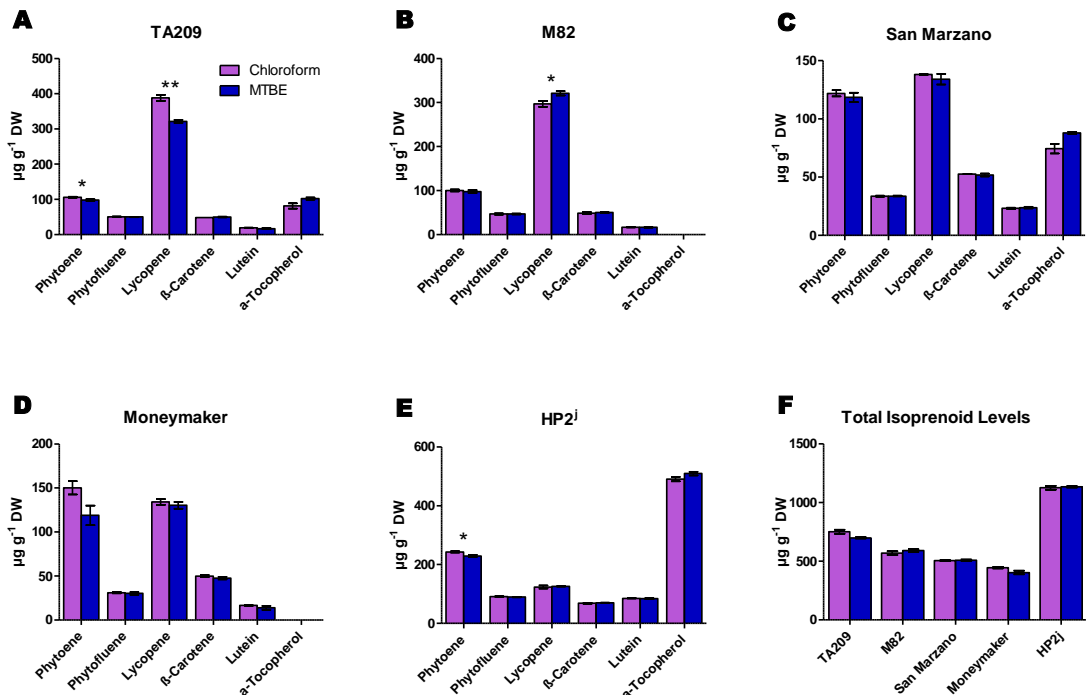 A
TA209
500
400
300
200
100
0
µg g⁻¹ DW
*
**
Chloroform
MTBE
Phytoene
Phytofluene
Lycopene
ß-Carotene
Lutein
a-Tocopherol
B
M82
400
300
200
100
0
µg g⁻¹ DW
*
Phytoene
Phytofluene
Lycopene
ß-Carotene
Lutein
a-Tocopherol
C
San Marzano
150
100
50
0
µg g⁻¹ DW
Phytoene
Phytofluene
Lycopene
ß-Carotene
Lutein
a-Tocopherol
D
Moneymaker
200
150
100
50
0
µg g⁻¹ DW
Phytoene
Phytofluene
Lycopene
ß-Carotene
Lutein
a-Tocopherol
E
HP2ʲ
600
400
200
0
µg g⁻¹ DW
*
Phytoene
Phytofluene
Lycopene
ß-Carotene
Lutein
a-Tocopherol
F
Total Isoprenoid Levels
1500
1000
500
0
µg g⁻¹ DW
TA209
M82
San Marzano
Moneymaker
HP2j